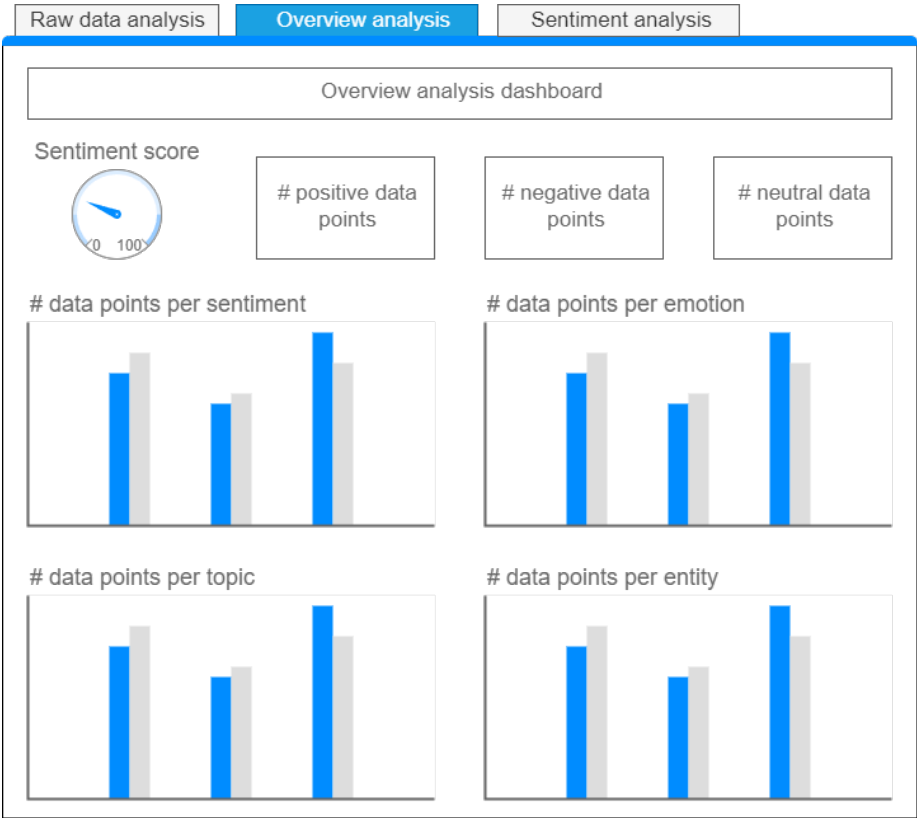 Raw data analysis
Overview analysis
Sentiment analysis
Overview analysis dashboard
Sentiment score
0 100
# positive data
points
# negative data
points
# neutral data
points
# data points per sentiment
# data points per emotion
# data points per topic
# data points per entity